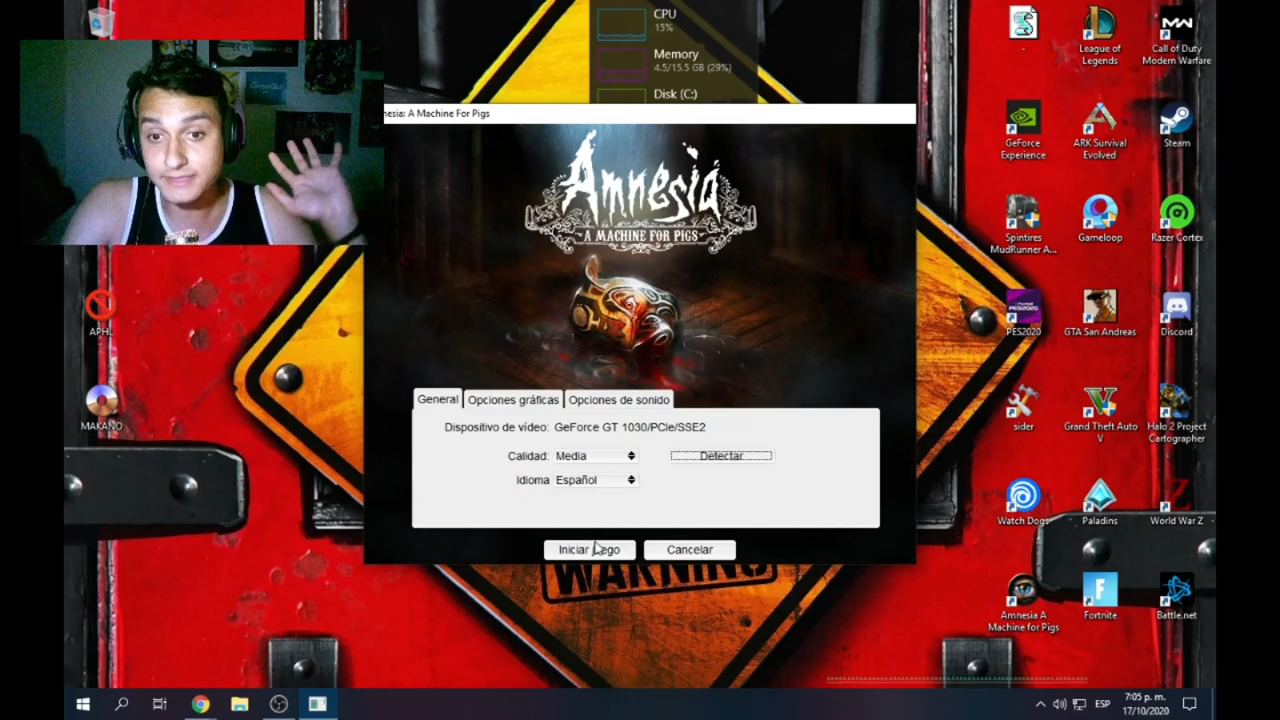 CPU
15%
Memory
4.5/15.5 GB (29%)
Disk (C:)
nesia: A Machine For Pigs
Amnesia
A MACHINE FOR PIGS
General
Opciones gráficas
Opciones de sonido
Dispositivo de vídeo: GeForce GT 1030/PCIe/SSE2
Calidad: Media
Detectar
Idioma Español
Iniciar juego
Cancelar
WARNING
APHL
MAKANO
-
League of
Legends
Call of Duty
Modern Warfare
GeForce
Experience
ARK Survival
Evolved
Steam
Spintires
MudRunner A...
Gameloop
Razer Cortex
PES2020
GTA San Andreas
Discord
sider
Grand Theft Auto
V
Halo 2 Project
Cartographer
Watch Dogs
Paladins
World War Z
Amnesia A
Machine for Pigs
Fortnite
Battle.net
ESP
7:05 p. m.
17/10/2020